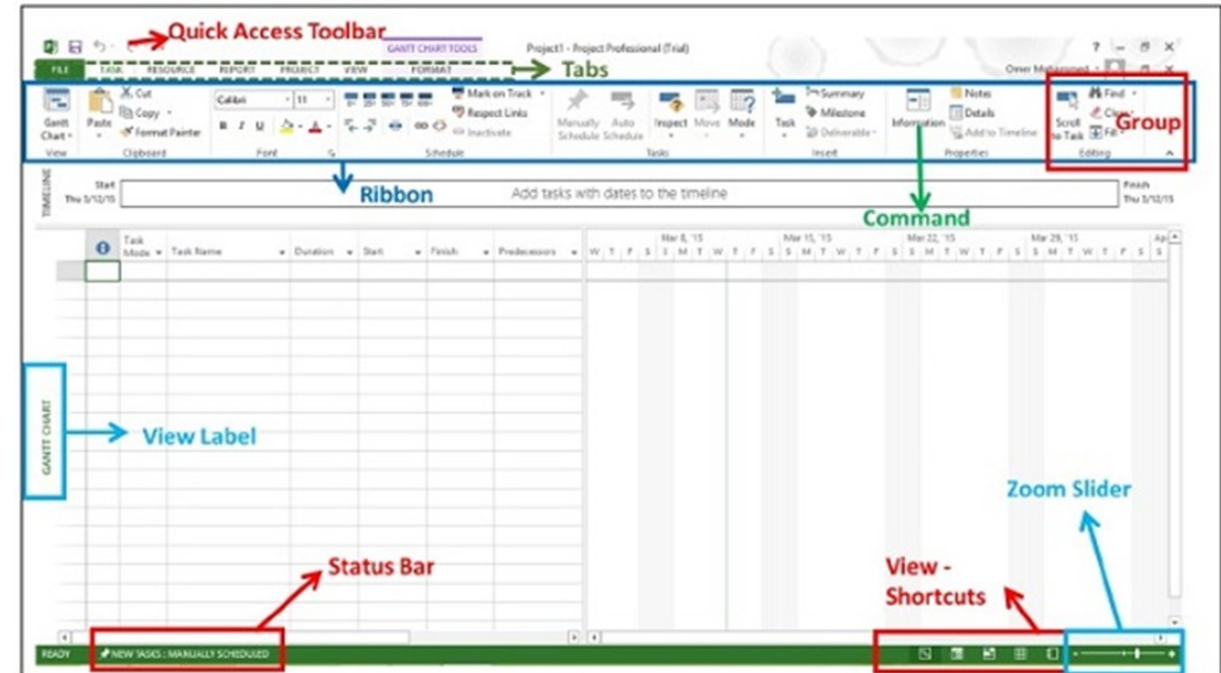 Quick Access Toolbar
GANTT CHART TOOLS
Project1 - Project Professional (Trial)
? – X
FILE TASK RESOURCE REPORT PROJECT VIEW FORMAT
Tabs
Omer Mohammed
Gantt Chart
Paste
Cut
Copy
Format Painter
Calibri 11
B I U
Mark on Track
Respect Links
Inactivate
Manually Schedule
Auto Schedule
Inspect
Move
Mode
Task
Summary
Milestone
Deliverable
Information
Notes
Details
Add to Timeline
Scroll to Task
Find
Clear
Fill
Group
View
Clipboard
Font
Schedule
Tasks
Insert
Properties
Editing
TIMELINE
Start
Thu 3/12/15
Ribbon
Add tasks with dates to the timeline
Finish
Thu 3/12/15
Command
Task Mode
Task Name
Duration
Start
Finish
Predecessors
Mar 8, '15
Mar 15, '15
Mar 22, '15
Mar 29, '15
Ap
W T F S S M T W T F S S M T W T F S S M T W T F S S M T W T F S S
GANTT CHART
View Label
Zoom Slider
Status Bar
View -
Shortcuts
READY
NEW TASKS : MANUALLY SCHEDULED